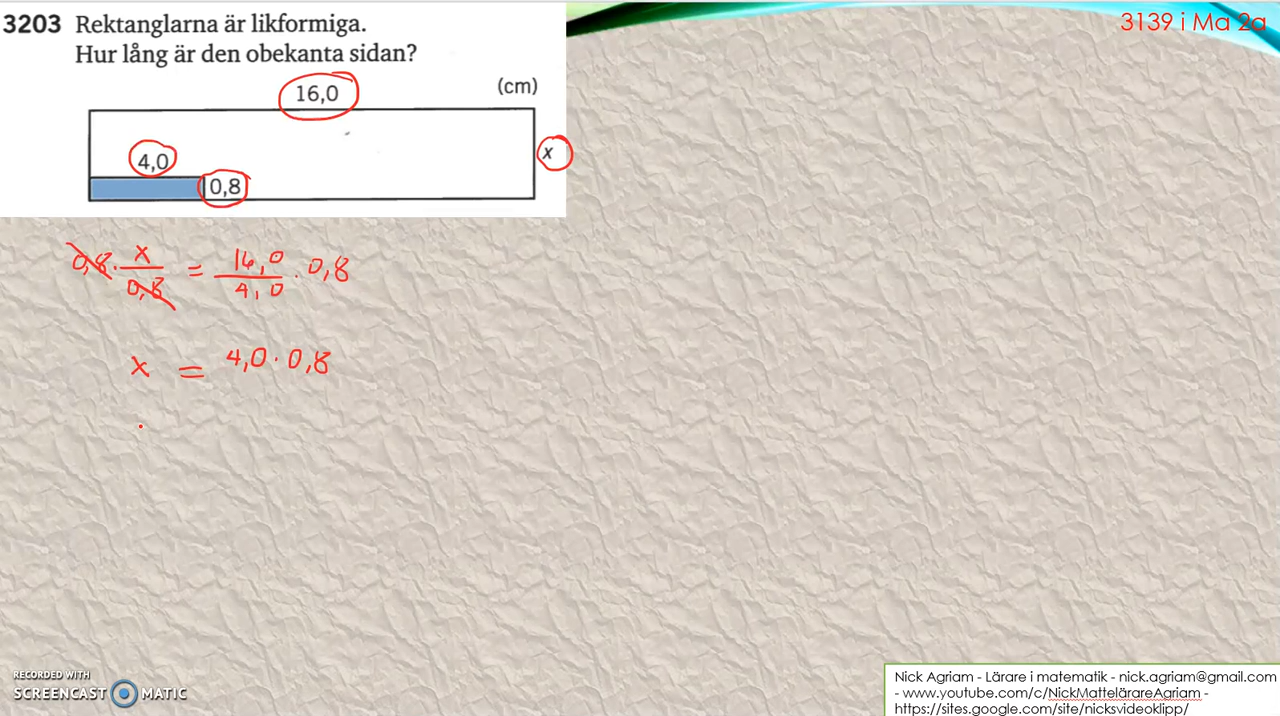 3203 Rektanglarna är likformiga.
Hur lång är den obekanta sidan?
3139 i Ma 2a
(cm)
16,0
4,0
x
0,8
0,8 · x / 0,8 = 16,0 / 4,0 · 0,8
x = 4,0 · 0,8
RECORDED WITH
SCREENCAST MATIC
Nick Agriam - Lärare i matematik - nick.agriam@gmail.com
- www.youtube.com/c/NickMattelärareAgriam -
https://sites.google.com/site/nicksvideoklipp/